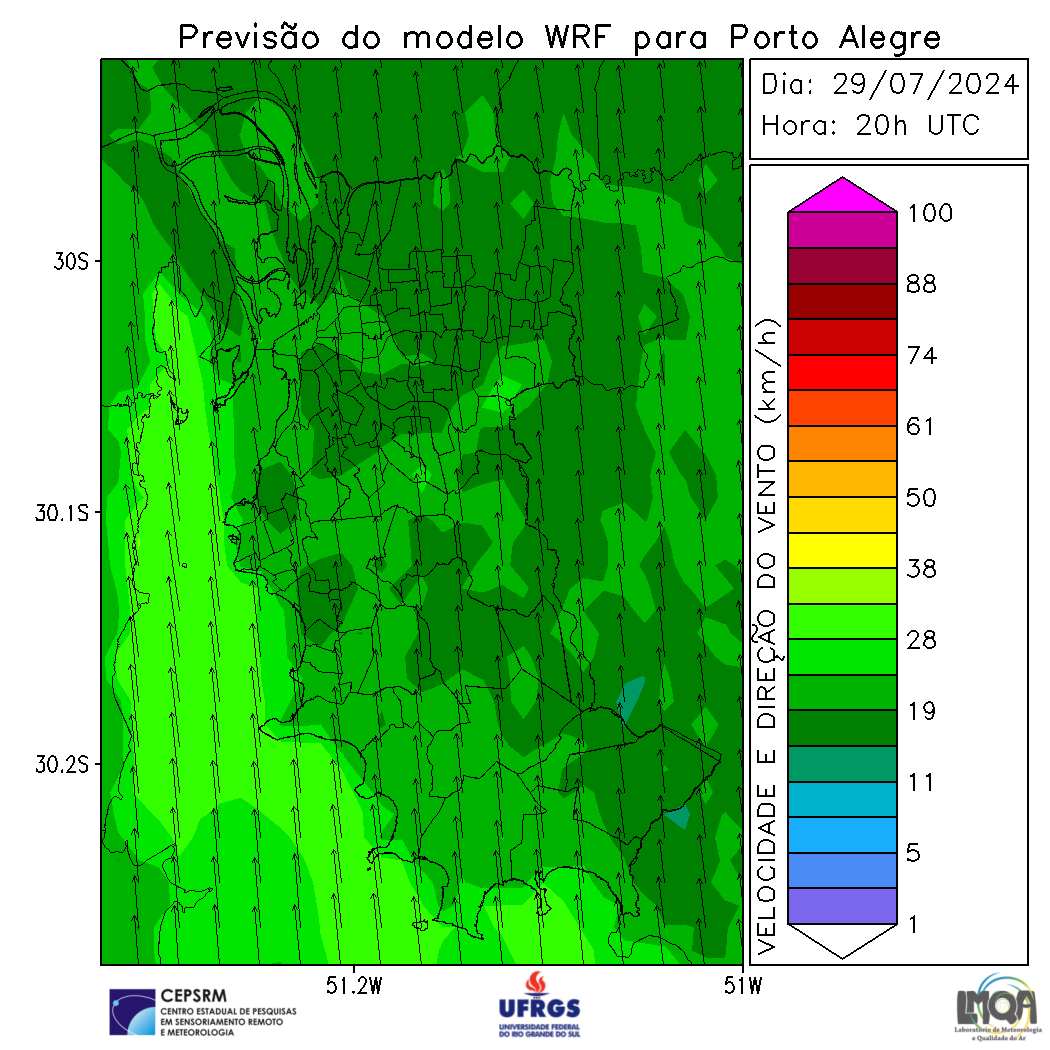 Previsão do modelo WRF para Porto Alegre
Dia: 29/07/2024
Hora: 20h UTC
30S
30.1S
30.2S
51.2W
51W
VELOCIDADE E DIREÇÃO DO VENTO (km/h)
100
88
74
61
50
38
28
19
11
5
1
CEPSRM
CENTRO ESTADUAL DE PESQUISAS
EM SENSORIAMENTO REMOTO
E METEOROLOGIA
UFRGS
UNIVERSIDADE FEDERAL
DO RIO GRANDE DO SUL
LMQA
Laboratório de Meteorologia
e Qualidade do Ar